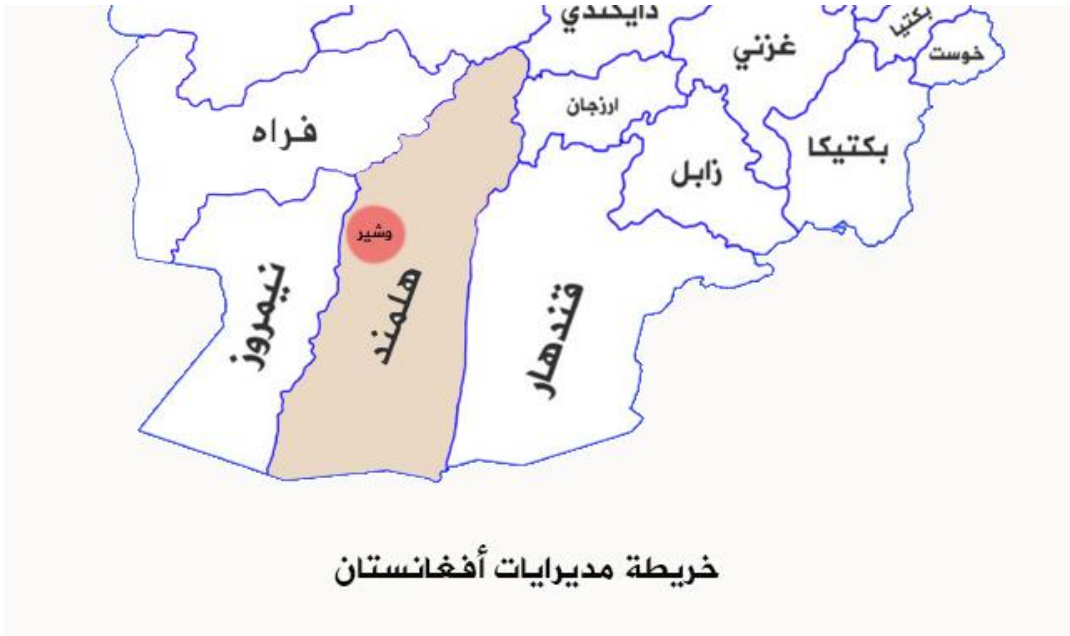 دايكندي
بكتيا
غزني
خوست
ارزجان
فراه
بكتيكا
زابل
وشير
نيمروز
هلمند
قندهار
خريطة مديرايات أفغانستان